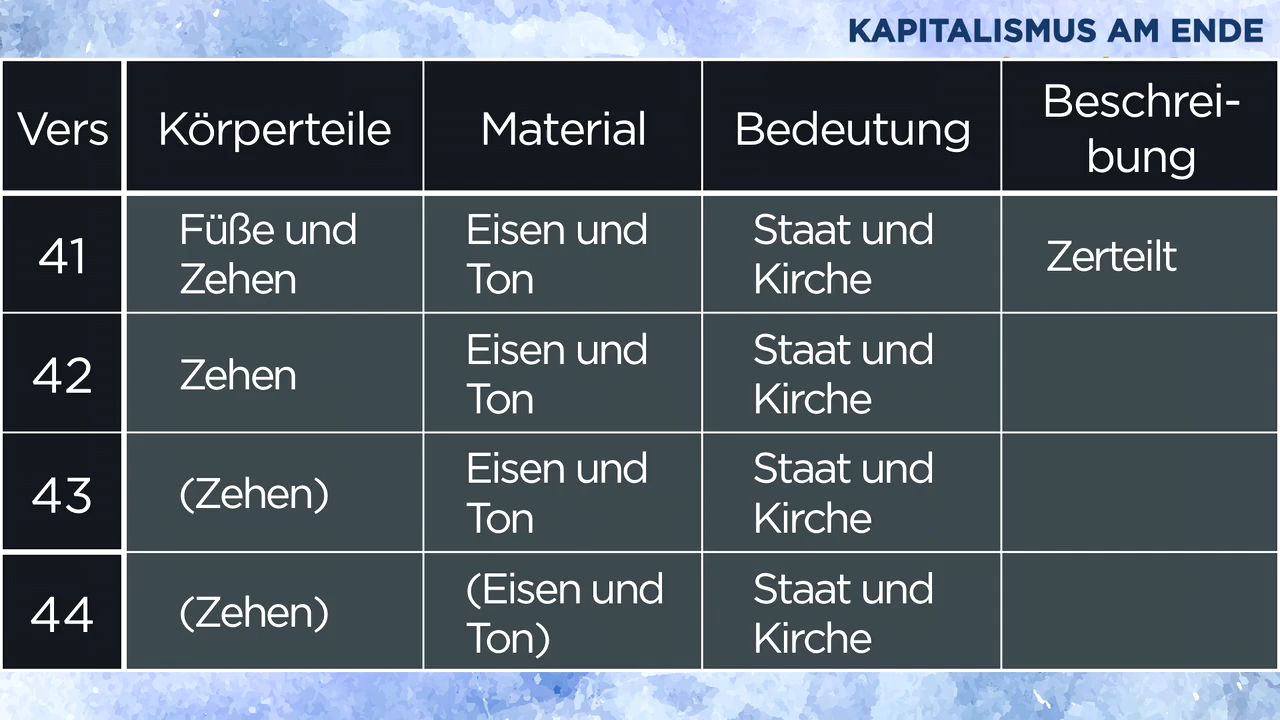 KAPITALISMUS AM ENDE
Vers
Körperteile
Material
Bedeutung
Beschrei-
bung
41
Füße und
Zehen
Eisen und
Ton
Staat und
Kirche
Zerteilt
42
Zehen
Eisen und
Ton
Staat und
Kirche
43
(Zehen)
Eisen und
Ton
Staat und
Kirche
44
(Zehen)
(Eisen und
Ton)
Staat und
Kirche